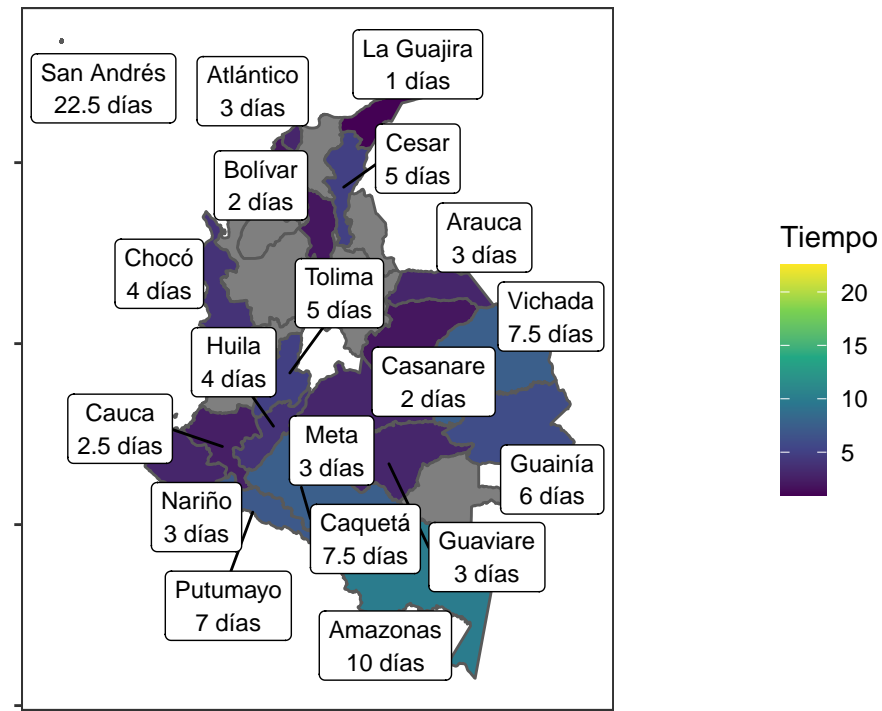 La Guajira
1 días
San Andrés
22.5 días
Atlántico
3 días
Cesar
5 días
Bolívar
2 días
Arauca
3 días
Chocó
4 días
Tolima
5 días
Vichada
7.5 días
Huila
4 días
Casanare
2 días
Cauca
2.5 días
Meta
3 días
Guainía
6 días
Nariño
3 días
Caquetá
7.5 días
Guaviare
3 días
Putumayo
7 días
Amazonas
10 días
Tiempo
20
15
10
5